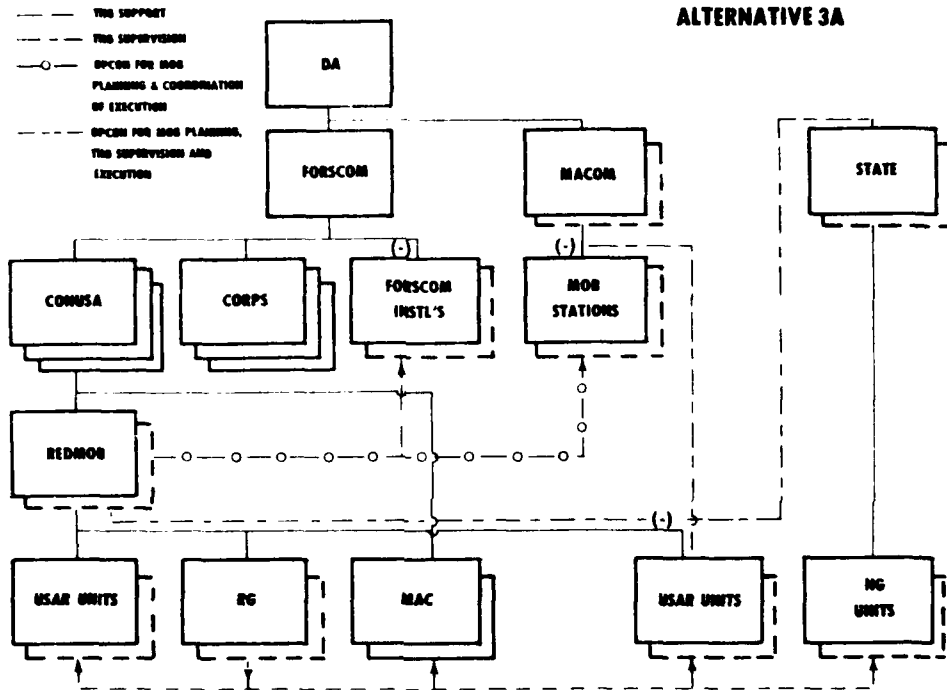 ALTERNATIVE 3A
TNG SUPPORT
TNG SUPERVISION
OPCON FOR MOB
PLANNING & COORDINATION
OF EXECUTION
OPCON FOR MOB PLANNING,
TNG SUPERVISION AND
EXECUTION
DA
FORSCOM
MACOM
STATE
(-)
(-)
CONUSA
CORPS
FORSCOM
INSTL'S
MOB
STATIONS
REDMOB
(-)
USAR UNITS
RG
MAC
USAR UNITS
NG
UNITS